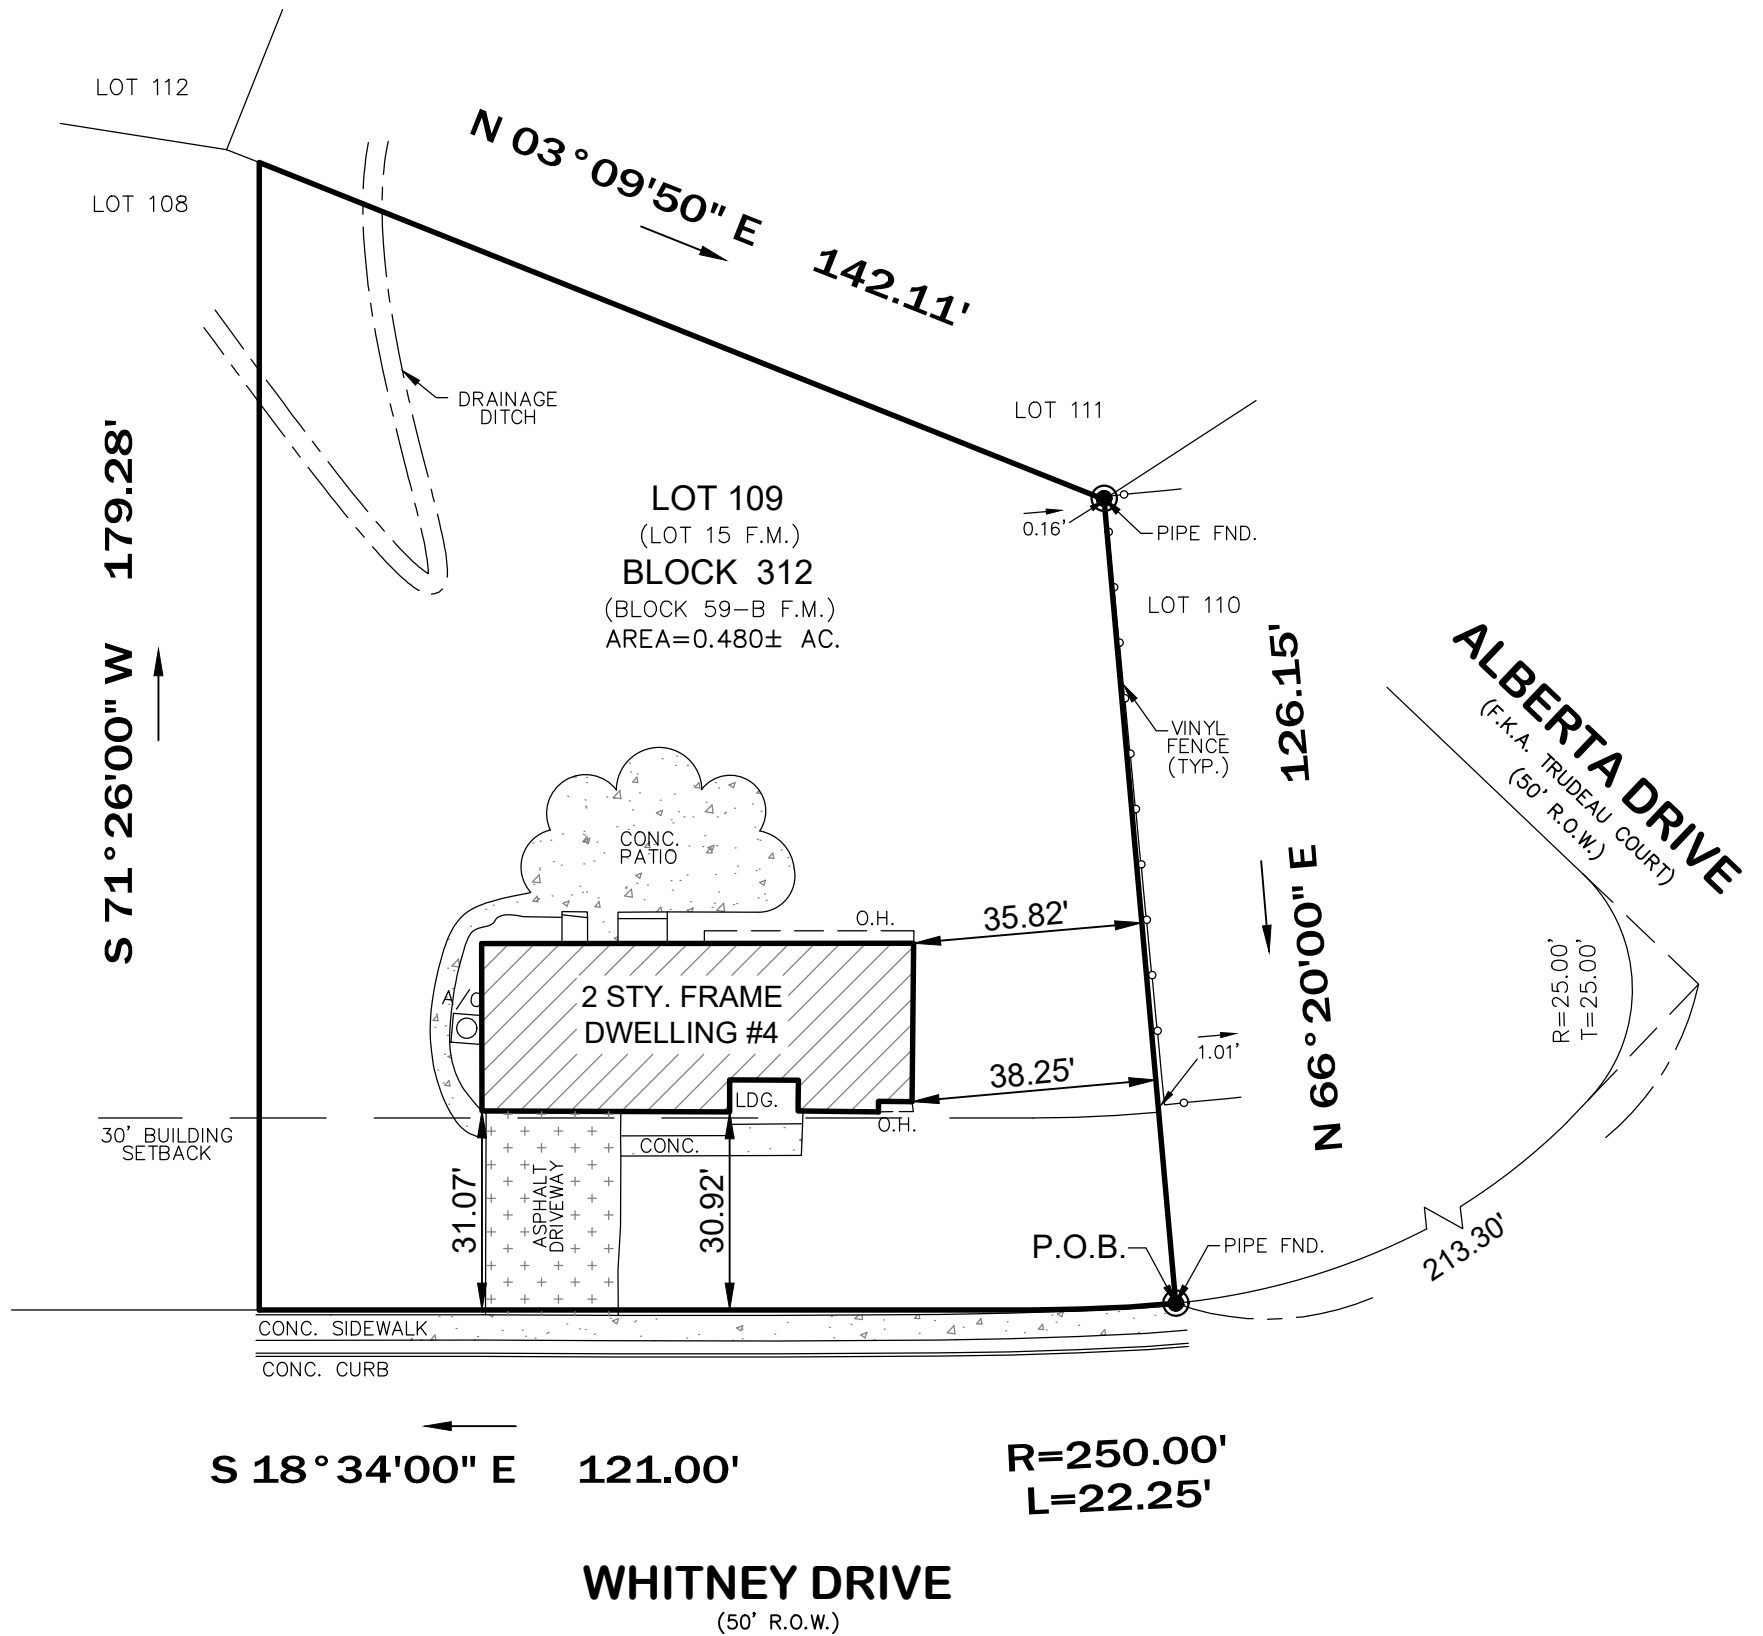 LOT 112
LOT 108
N 03°09'50" E 142.11'
DRAINAGE
DITCH
LOT 111
S 71°26'00" W 179.28'
LOT 109
(LOT 15 F.M.)
BLOCK 312
(BLOCK 59-B F.M.)
AREA=0.480± AC.
0.16'
PIPE FND.
LOT 110
VINYL
FENCE
(TYP.)
N 66°20'00" E 126.15'
ALBERTA DRIVE
(F.K.A. TRUDEAU COURT)
(50' R.O.W.)
R=25.00'
T=25.00'
CONC.
PATIO
O.H.
35.82'
A/C
2 STY. FRAME
DWELLING #4
1.01'
38.25'
LDG.
O.H.
30' BUILDING
SETBACK
CONC.
31.07'
ASPHALT
DRIVEWAY
30.92'
P.O.B.
PIPE FND.
213.30'
CONC. SIDEWALK
CONC. CURB
S 18°34'00" E 121.00'
R=250.00'
L=22.25'
WHITNEY DRIVE
(50' R.O.W.)